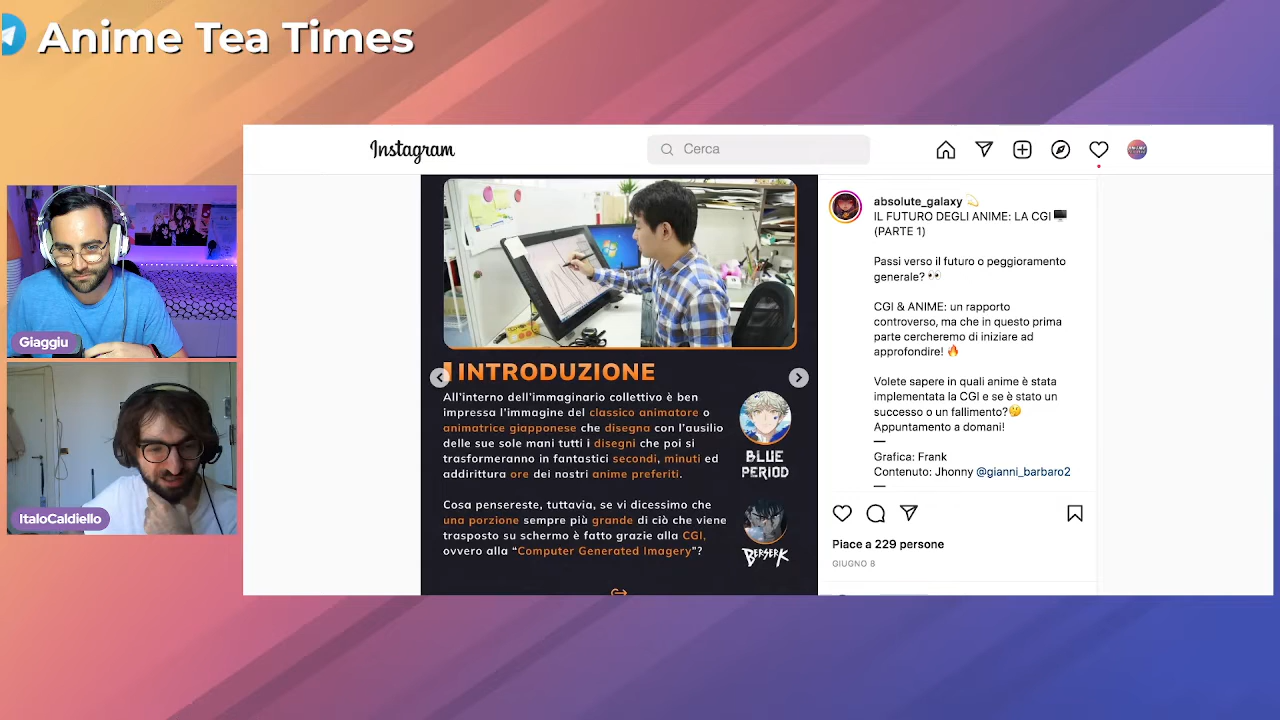 Anime Tea Times
Instagram
Cerca
Giaggiu
ItaloCaldiello
INTRODUZIONE
All'interno dell'immaginario collettivo è ben
impressa l'immagine del classico animatore o
animatrice giapponese che disegna con l'ausilio
delle sue sole mani tutti i disegni che poi si
trasformeranno in fantastici secondi, minuti ed
addirittura ore dei nostri anime preferiti.
Cosa pensereste, tuttavia, se vi dicessimo che
una porzione sempre più grande di ciò che viene
trasposto su schermo è fatto grazie alla CGI,
ovvero alla “Computer Generated Imagery”?
BLUE
PERIOD
BERSERK
absolute_galaxy 💫
IL FUTURO DEGLI ANIME: LA CGI 🖥️
(PARTE 1)
Passi verso il futuro o peggioramento
generale? 👀
CGI & ANIME: un rapporto
controverso, ma che in questo prima
parte cercheremo di iniziare ad
approfondire! 🔥
Volete sapere in quali anime è stata
implementata la CGI e se è stato un
successo o un fallimento?🤔
Appuntamento a domani!
—
Grafica: Frank
Contenuto: Jhonny @gianni_barbaro2
—
Piace a 229 persone
GIUGNO 8